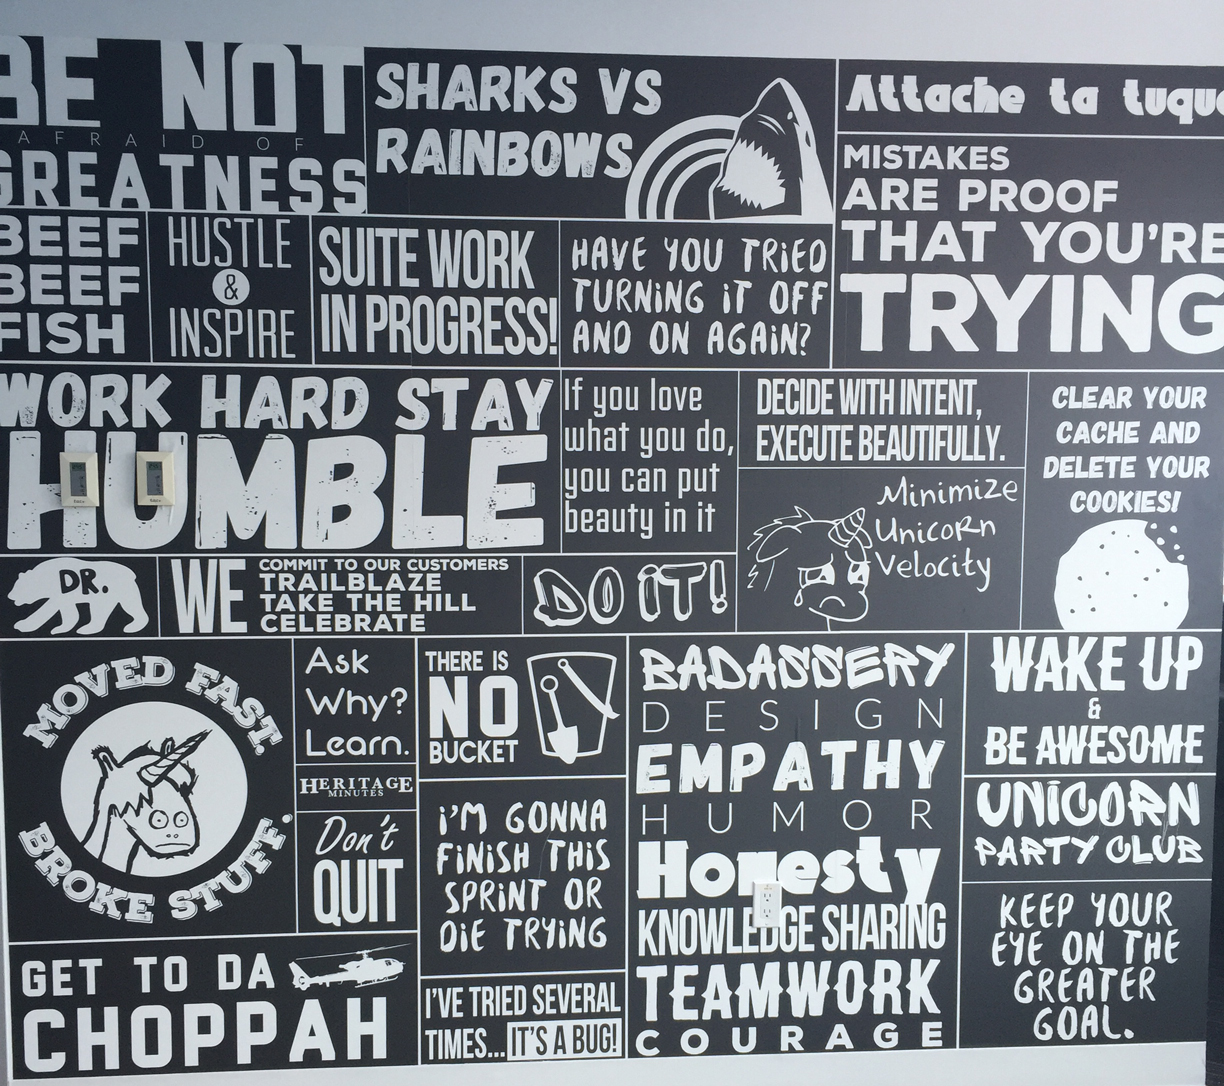 BE NOT
AFRAID OF
GREATNESS
SHARKS VS
RAINBOWS
Attache ta tuque
MISTAKES
ARE PROOF
THAT YOU'RE
TRYING
BEEF
BEEF
FISH
HUSTLE
&
INSPIRE
SUITE WORK
IN PROGRESS!
HAVE YOU TRIED
TURNING IT OFF
AND ON AGAIN?
WORK HARD STAY
HUMBLE
If you love
what you do,
you can put
beauty in it
DECIDE WITH INTENT,
EXECUTE BEAUTIFULLY.
Minimize
Unicorn
Velocity
CLEAR YOUR
CACHE AND
DELETE YOUR
COOKIES!
DR.
WE
COMMIT TO OUR CUSTOMERS
TRAILBLAZE
TAKE THE HILL
CELEBRATE
DO IT!
MOVED FAST.
BROKE STUFF.
Ask
Why?
Learn.
HERITAGE
MINUTES
Don't
QUIT
THERE IS
NO
BUCKET
I'M GONNA
FINISH THIS
SPRINT OR
DIE TRYING
BADASSERY
DESIGN
EMPATHY
HUMOR
Honesty
KNOWLEDGE SHARING
TEAMWORK
COURAGE
WAKE UP
&
BE AWESOME
UNICORN
PARTY CLUB
KEEP YOUR
EYE ON THE
GREATER
GOAL.
GET TO DA
CHOPPAH
I'VE TRIED SEVERAL
TIMES... IT'S A BUG!